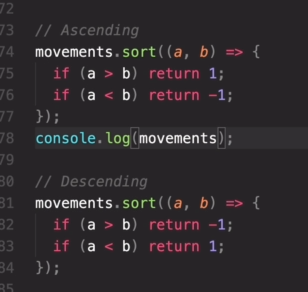 72
73 // Ascending
74 movements.sort((a, b) => {
75   if (a > b) return 1;
76   if (a < b) return -1;
77 });
78 console.log(movements);
79
80 // Descending
81 movements.sort((a, b) => {
82   if (a > b) return -1;
83   if (a < b) return 1;
84 });
85